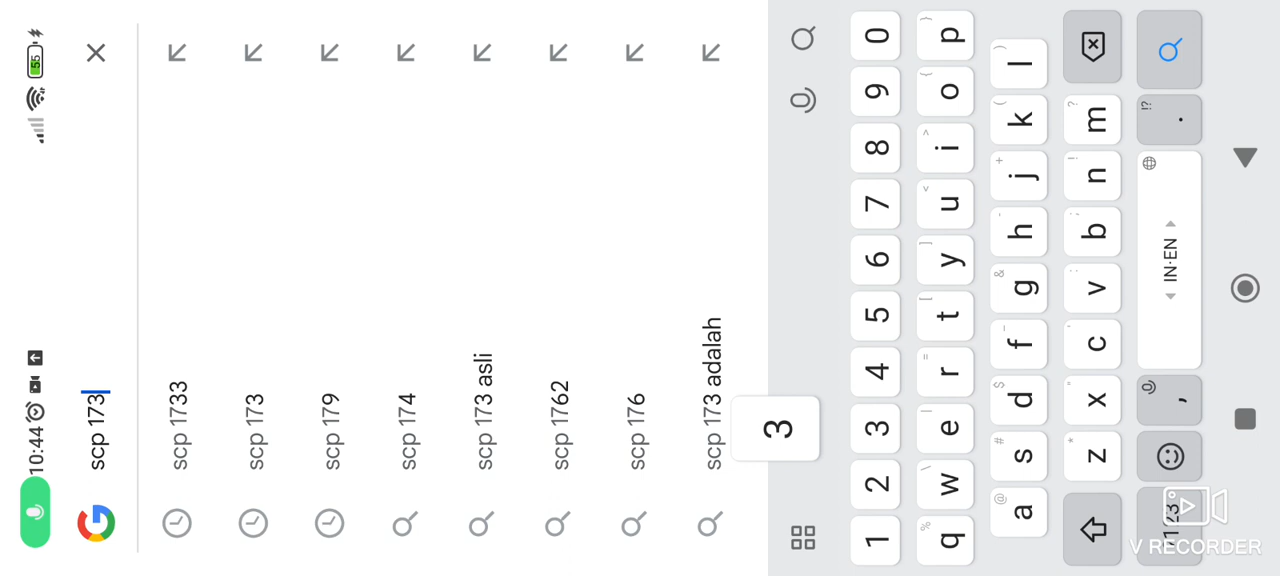 10:44
55
scp 173
scp 1733
scp 173
scp 179
scp 174
scp 173 asli
scp 1762
scp 176
scp 173 adalah
3
1 2 3 4 5 6 7 8 9 0
% \ | = [ ] < > { }
q w e r t y u i o p
@ # $ _ & - + ( )
a s d f g h j k l
* " ' : ; ! ?
z x c v b n m
?123 , IN·EN . !?
V RECORDER